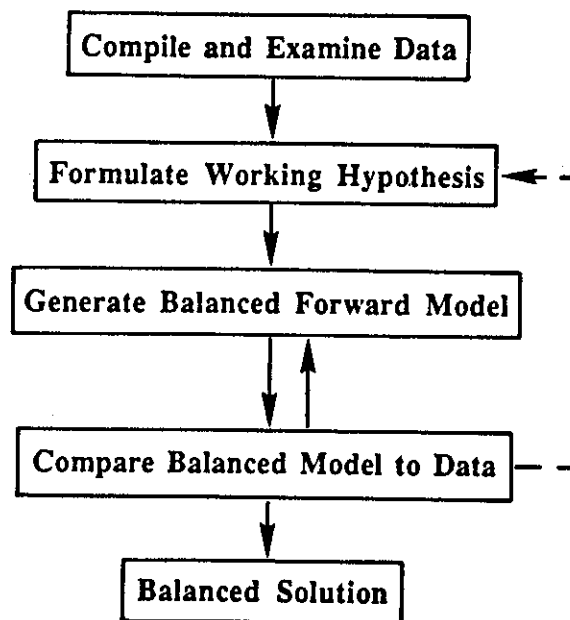 Compile and Examine Data
Formulate Working Hypothesis
Generate Balanced Forward Model
Compare Balanced Model to Data
Balanced Solution